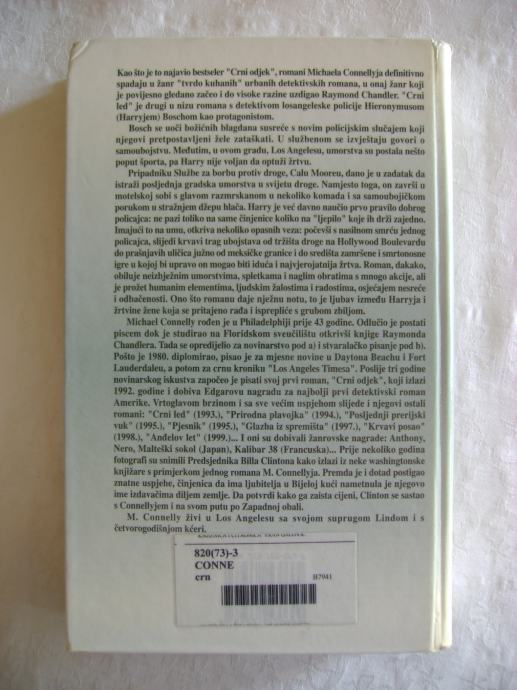 Kao što je to najavio bestseler "Crni odjek", romani Michaela Connellyja definitivno
spadaju u žanr "tvrdo kuhanih" urbanih detektivskih romana, u onaj žanr koji
je povijesno gledano začeo i do visoke razine uzdigao Raymond Chandler. "Crni
led" je drugi u nizu romana s detektivom losangeleske policije Hieronymusom
(Harryjem) Boschom kao protagonistom.
Bosch se uoči božićnih blagdana susreće s novim policijskim slučajem koji
njegovi pretpostavljeni žele zataškati. U službenom se izvještaju govori o
samoubojstvu. Međutim, u ovom gradu, Los Angelesu, umorstva su postala nešto
poput športa, pa Harry nije voljan da optuži žrtvu.
Pripadniku Službe za borbu protiv droge, Calu Mooreu, dano je u zadatak da
istraži posljednja gradska umorstva u svijetu droge. Namjesto toga, on završi u
motelskoj sobi s glavom razmrskanom u nekoliko komada i sa samoubojičkom
porukom u stražnjem džepu hlača. Harry je već davno naučio prvo pravilo dobrog
policajca: ne pazi toliko na same činjenice koliko na "ljepilo" koje ih drži zajedno.
Imajući to na umu, otkriva nekoliko opasnih veza: počevši s nasilnom smrću jednog
policajca, slijedi krvavi trag ubojstava od tržišta droge na Hollywood Boulevardu
do prašnjavih uličica južno od meksičke granice i do središta zamršene i smrtonosne
igre u kojoj bi upravo on mogao biti iduća i najvjerojatnija žrtva. Roman, dakako,
obiluje neizbježnim umorstvima, spletkama i naglim obratima s mnogo akcije, ali
je prožet humanim elementima, ljudskim žalostima i radostima, osjećajem nesreće
i odbačenosti. Ono što romanu daje nježnu notu, to je ljubav između Harryja i
žrtvine žene koja se pritajeno rađa i isprepliće s grubom zbiljom.
Michael Connelly rođen je u Philadelphiji prije 43 godine. Odlučio je postati
piscem dok je studirao na Floridskom sveučilištu otkrivši knjige Raymonda
Chandlera. Tada se opredijelio za novinarstvo pod a) i stvaralačko pisanje pod b).
Pošto je 1980. diplomirao, pisao je za mjesne novine u Daytona Beachu i Fort
Lauderdaleu, a potom za crnu kroniku "Los Angeles Timesa". Poslije tri godine
novinarskog iskustva započeo je pisati svoj prvi roman, "Crni odjek", koji izlazi
1992. godine i dobiva Edgarovu nagradu za najbolji prvi detektivski roman
Amerike. Vrtoglavom brzinom i sa sve većim uspjehom slijede i njegovi ostali
romani: "Crni led" (1993.), "Prirodna plavojka" (1994.), "Posljednji prerijski
vuk" (1995.), "Pjesnik" (1995.), "Glazba iz spremišta" (1997.), "Krvavi posao"
(1998.), "Anđelov let" (1999.)... I oni su dobivali žanrovske nagrade: Anthony,
Nero, Malteški sokol (Japan), Kalibar 38 (Francuska)... Prije nekoliko godina
fotografi su snimili Predsjednika Billa Clintona kako izlazi iz neke washingtonske
knjižare s primjerkom jednog romana M. Connellyja. Premda je i dotad postigao
znatne uspjehe, činjenica da ima ljubitelja u Bijeloj kući nametnula je njegovo
ime izdavačima diljem zemlje. Da potvrdi kako ga zaista cijeni, Clinton se sastao
s Connellyjem i na svom putu po Zapadnoj obali.
M. Connelly živi u Los Angelesu sa svojom suprugom Lindom i s
četverogodišnjom kćeri.
820(73)-3
CONNE
crn
H7941